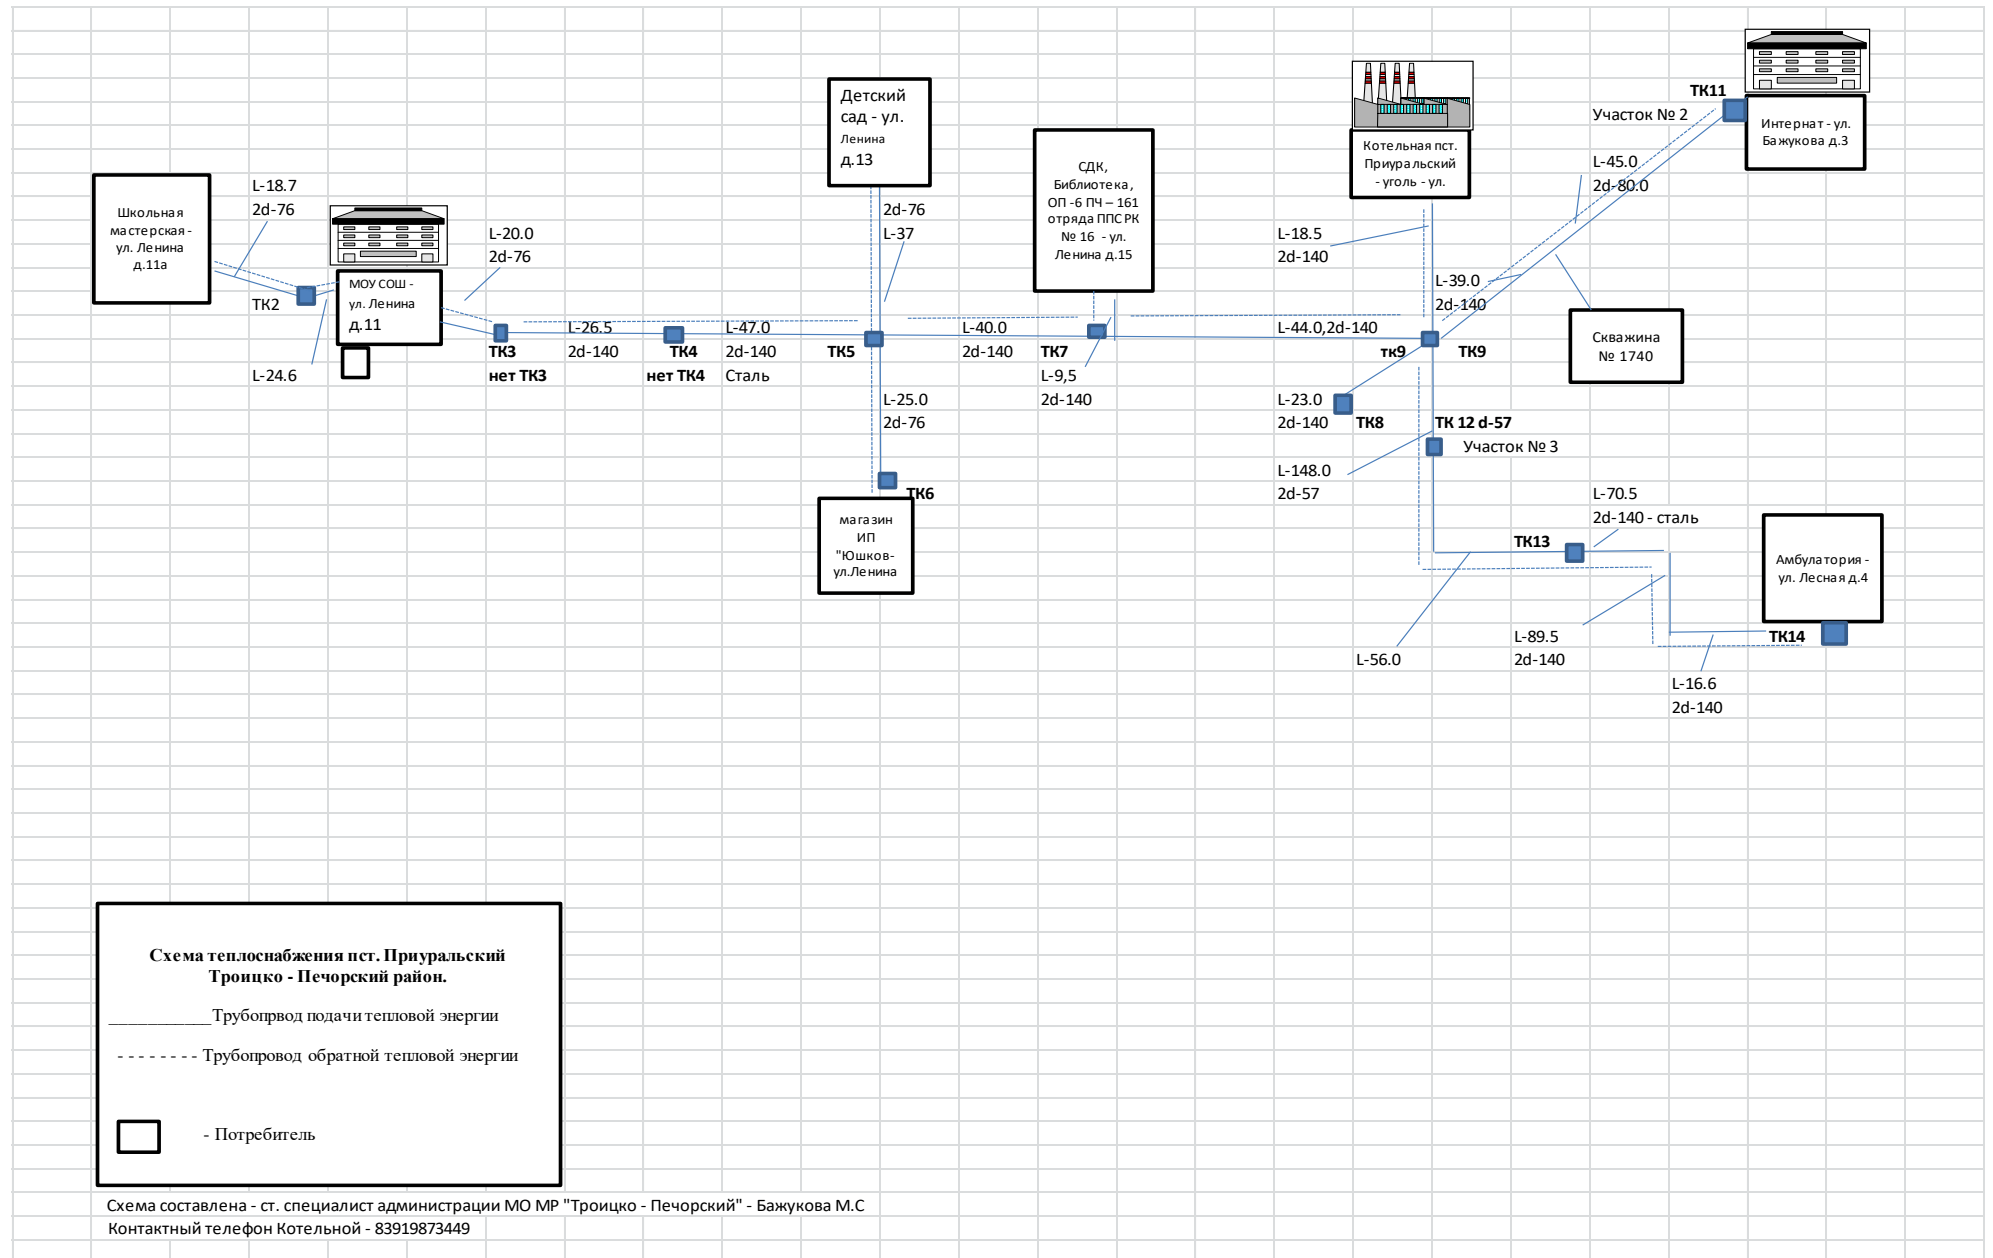 ТК11
Участок № 2
Интернат - ул.
Бажукова д.3
L-45.0
2d-80.0
Котельная пст.
Приуральский
- уголь - ул.
L-18.5
2d-140
L-39.0
2d-140
Скважина
№ 1740
Детский
сад - ул.
Ленина
д.13
2d-76
L-37
СДК,
Библиотека,
ОП -6 ПЧ – 161
отряда ППС РК
№ 16 - ул.
Ленина д.15
Школьная
мастерская -
ул. Ленина
д.11а
L-18.7
2d-76
ТК2
L-24.6
МОУ СОШ -
ул. Ленина
д.11
L-20.0
2d-76
ТК3
нет ТК3
L-26.5
2d-140
ТК4
нет ТК4
L-47.0
2d-140
Сталь
ТК5
L-40.0
2d-140
ТК7
L-9,5
2d-140
L-44.0,2d-140
тк9
ТК9
L-25.0
2d-76
ТК6
магазин
ИП
"Юшков-
ул.Ленина
L-23.0
2d-140
ТК8
ТК 12 d-57
Участок № 3
L-148.0
2d-57
L-70.5
2d-140 - сталь
ТК13
Амбулатория -
ул. Лесная д.4
L-56.0
L-89.5
2d-140
ТК14
L-16.6
2d-140
Схема теплоснабжения пст. Приуральский
Троицко - Печорский район.
___________Трубопрвод подачи тепловой энергии
- - - - - - - - Трубопровод обратной тепловой энергии
- Потребитель
Схема составлена - ст. специалист администрации МО МР "Троицко - Печорский" - Бажукова М.С
Контактный телефон Котельной - 83919873449